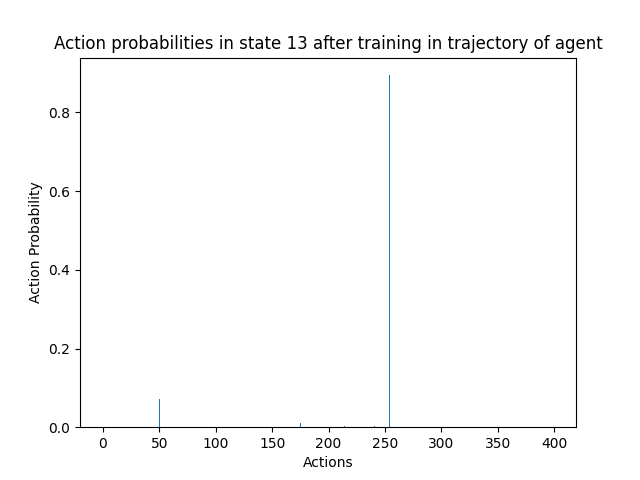 Action probabilities in state 13 after training in trajectory of agent
Action Probability
0.8
0.6
0.4
0.2
0.0
0 50 100 150 200 250 300 350 400
Actions